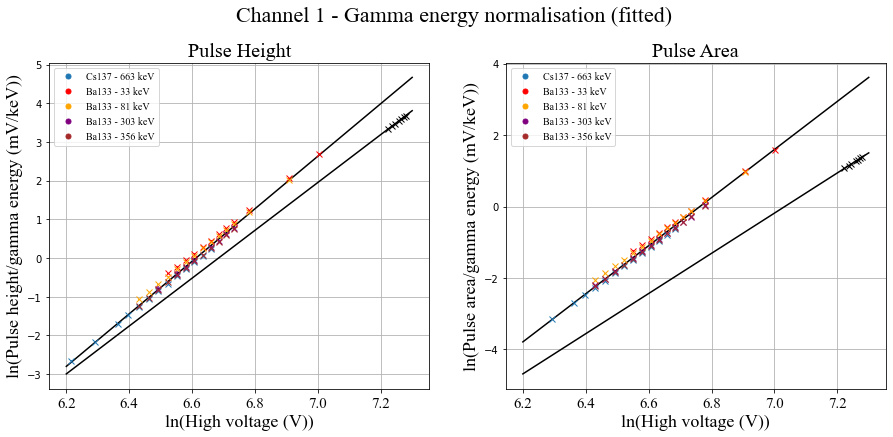 Channel 1 - Gamma energy normalisation (fitted)
Pulse Height
ln(Pulse height/gamma energy (mV/keV))
5
4
3
2
1
0
−1
−2
−3
Cs137 - 663 keV
Ba133 - 33 keV
Ba133 - 81 keV
Ba133 - 303 keV
Ba133 - 356 keV
6.2 6.4 6.6 6.8 7.0 7.2
ln(High voltage (V))
Pulse Area
ln(Pulse area/gamma energy (mV/keV))
4
2
0
−2
−4
Cs137 - 663 keV
Ba133 - 33 keV
Ba133 - 81 keV
Ba133 - 303 keV
Ba133 - 356 keV
6.2 6.4 6.6 6.8 7.0 7.2
ln(High voltage (V))